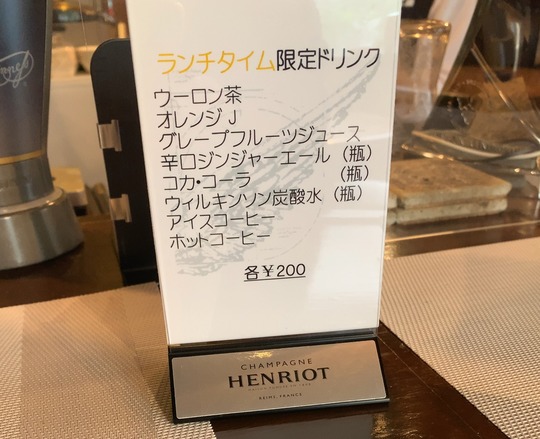 ランチタイム限定ドリンク
ウーロン茶
オレンジJ
グレープフルーツジュース
辛口ジンジャーエール (瓶)
コカ・コーラ (瓶)
ウィルキンソン炭酸水 (瓶)
アイスコーヒー
ホットコーヒー
各¥200
CHAMPAGNE
HENRIOT
REIMS FRANCE